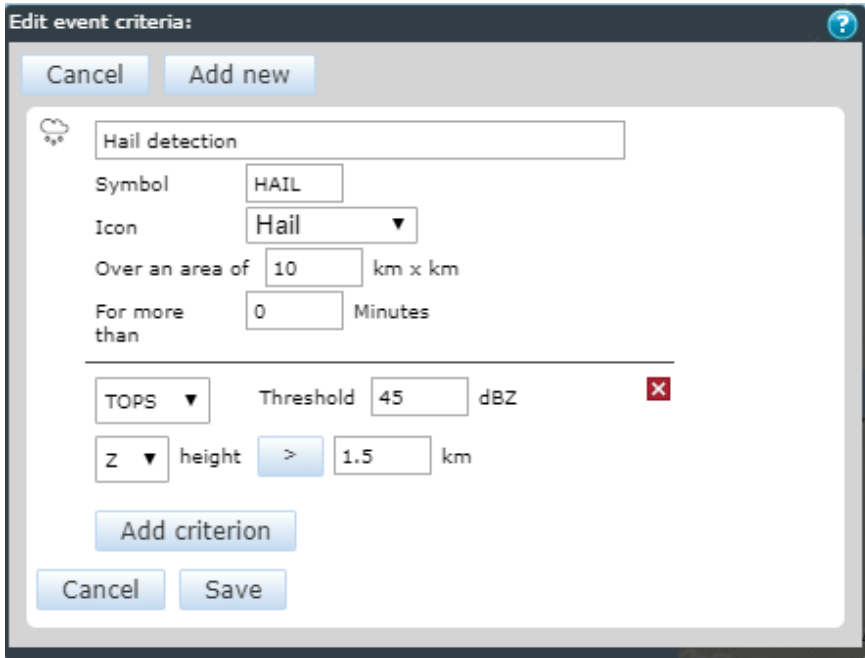 Edit event criteria:
?
Cancel Add new
Hail detection
Symbol HAIL
Icon Hail
Over an area of 10 km x km
For more than 0 Minutes
TOPS Threshold 45 dBZ
Z height > 1.5 km
Add criterion
Cancel Save